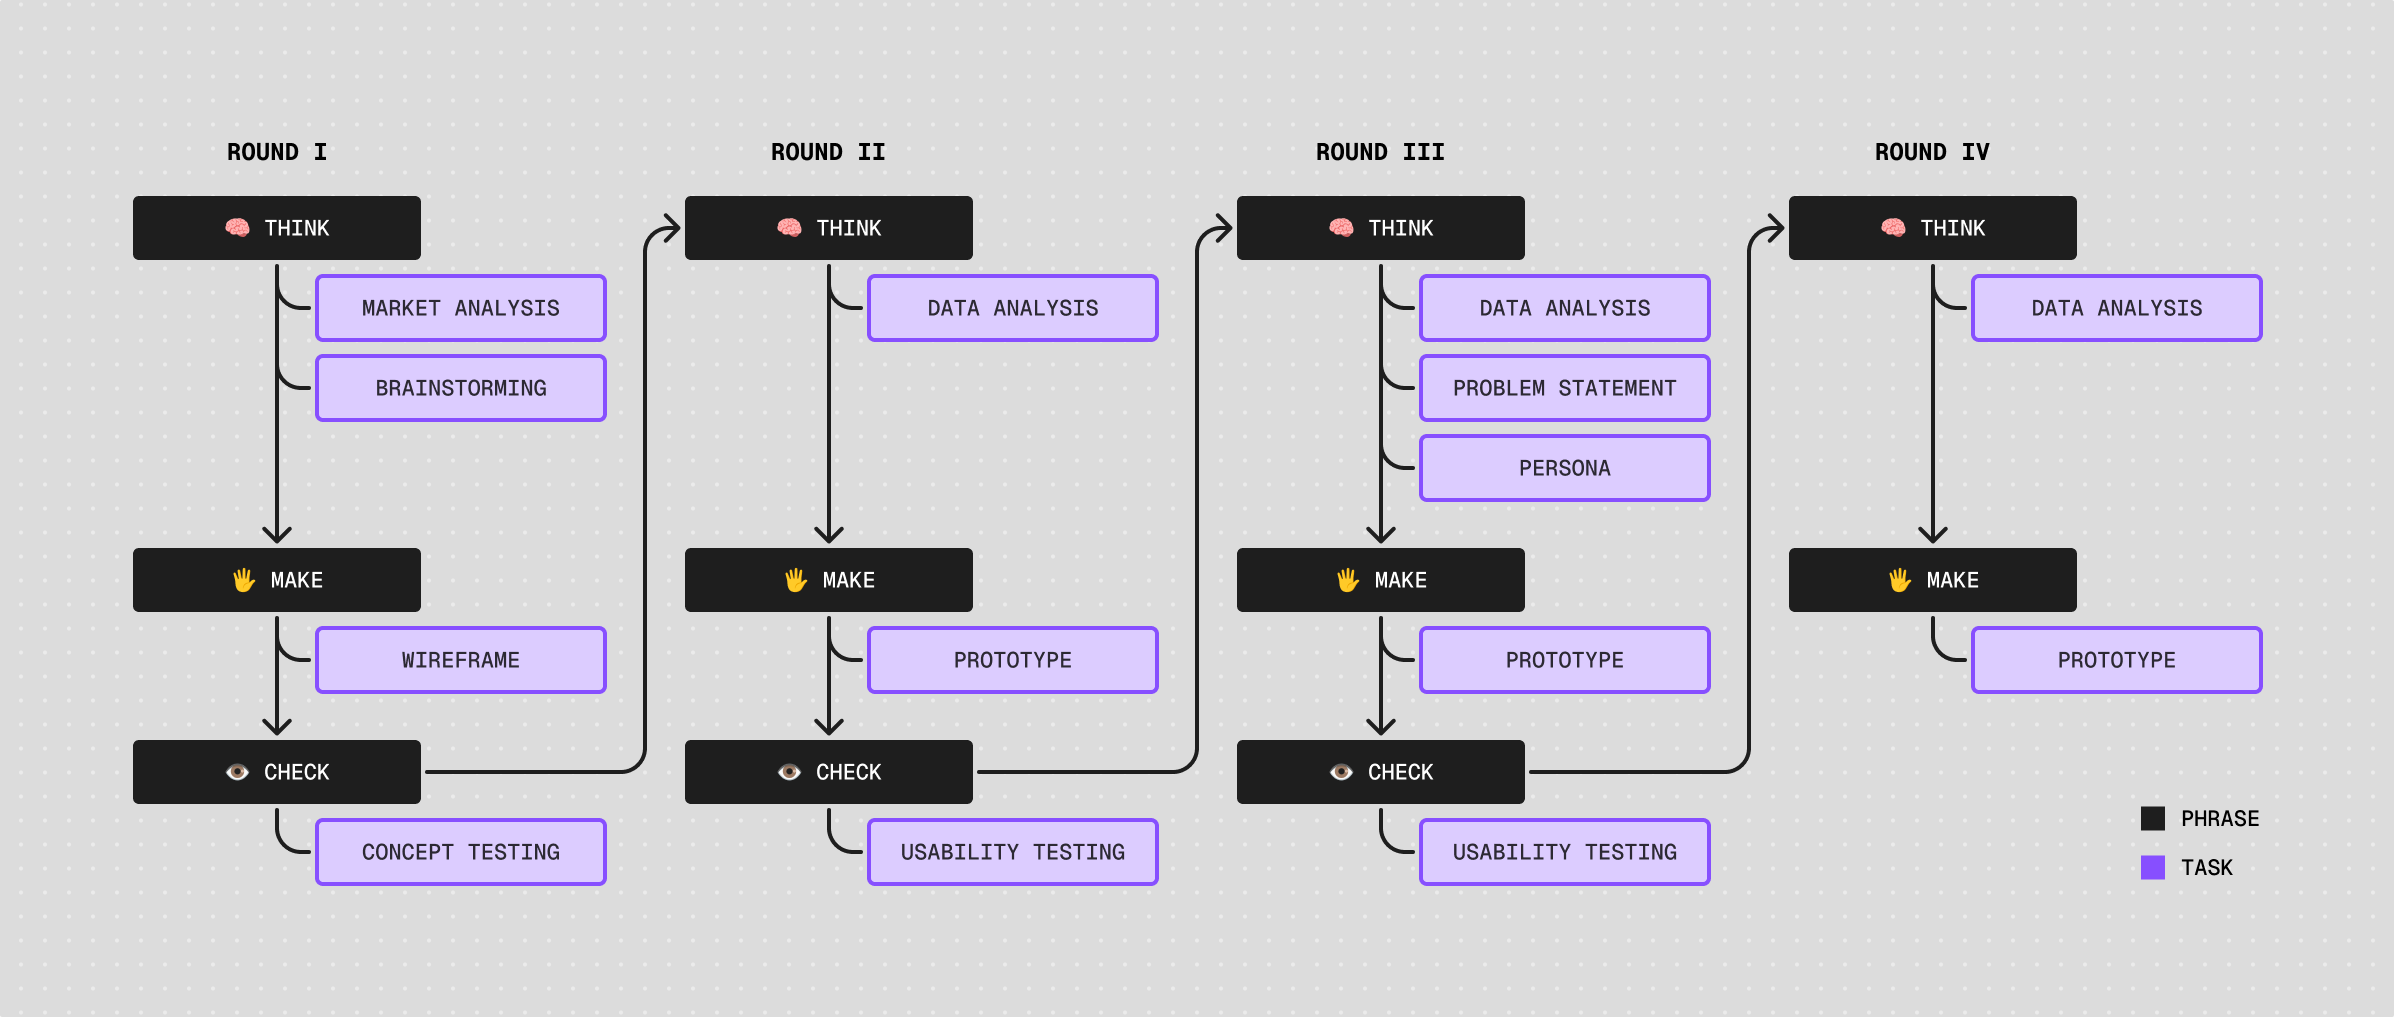 ROUND I
THINK
MARKET ANALYSIS
BRAINSTORMING
MAKE
WIREFRAME
CHECK
CONCEPT TESTING
ROUND II
THINK
DATA ANALYSIS
MAKE
PROTOTYPE
CHECK
USABILITY TESTING
ROUND III
THINK
DATA ANALYSIS
PROBLEM STATEMENT
PERSONA
MAKE
PROTOTYPE
CHECK
USABILITY TESTING
ROUND IV
THINK
DATA ANALYSIS
MAKE
PROTOTYPE
PHRASE
TASK